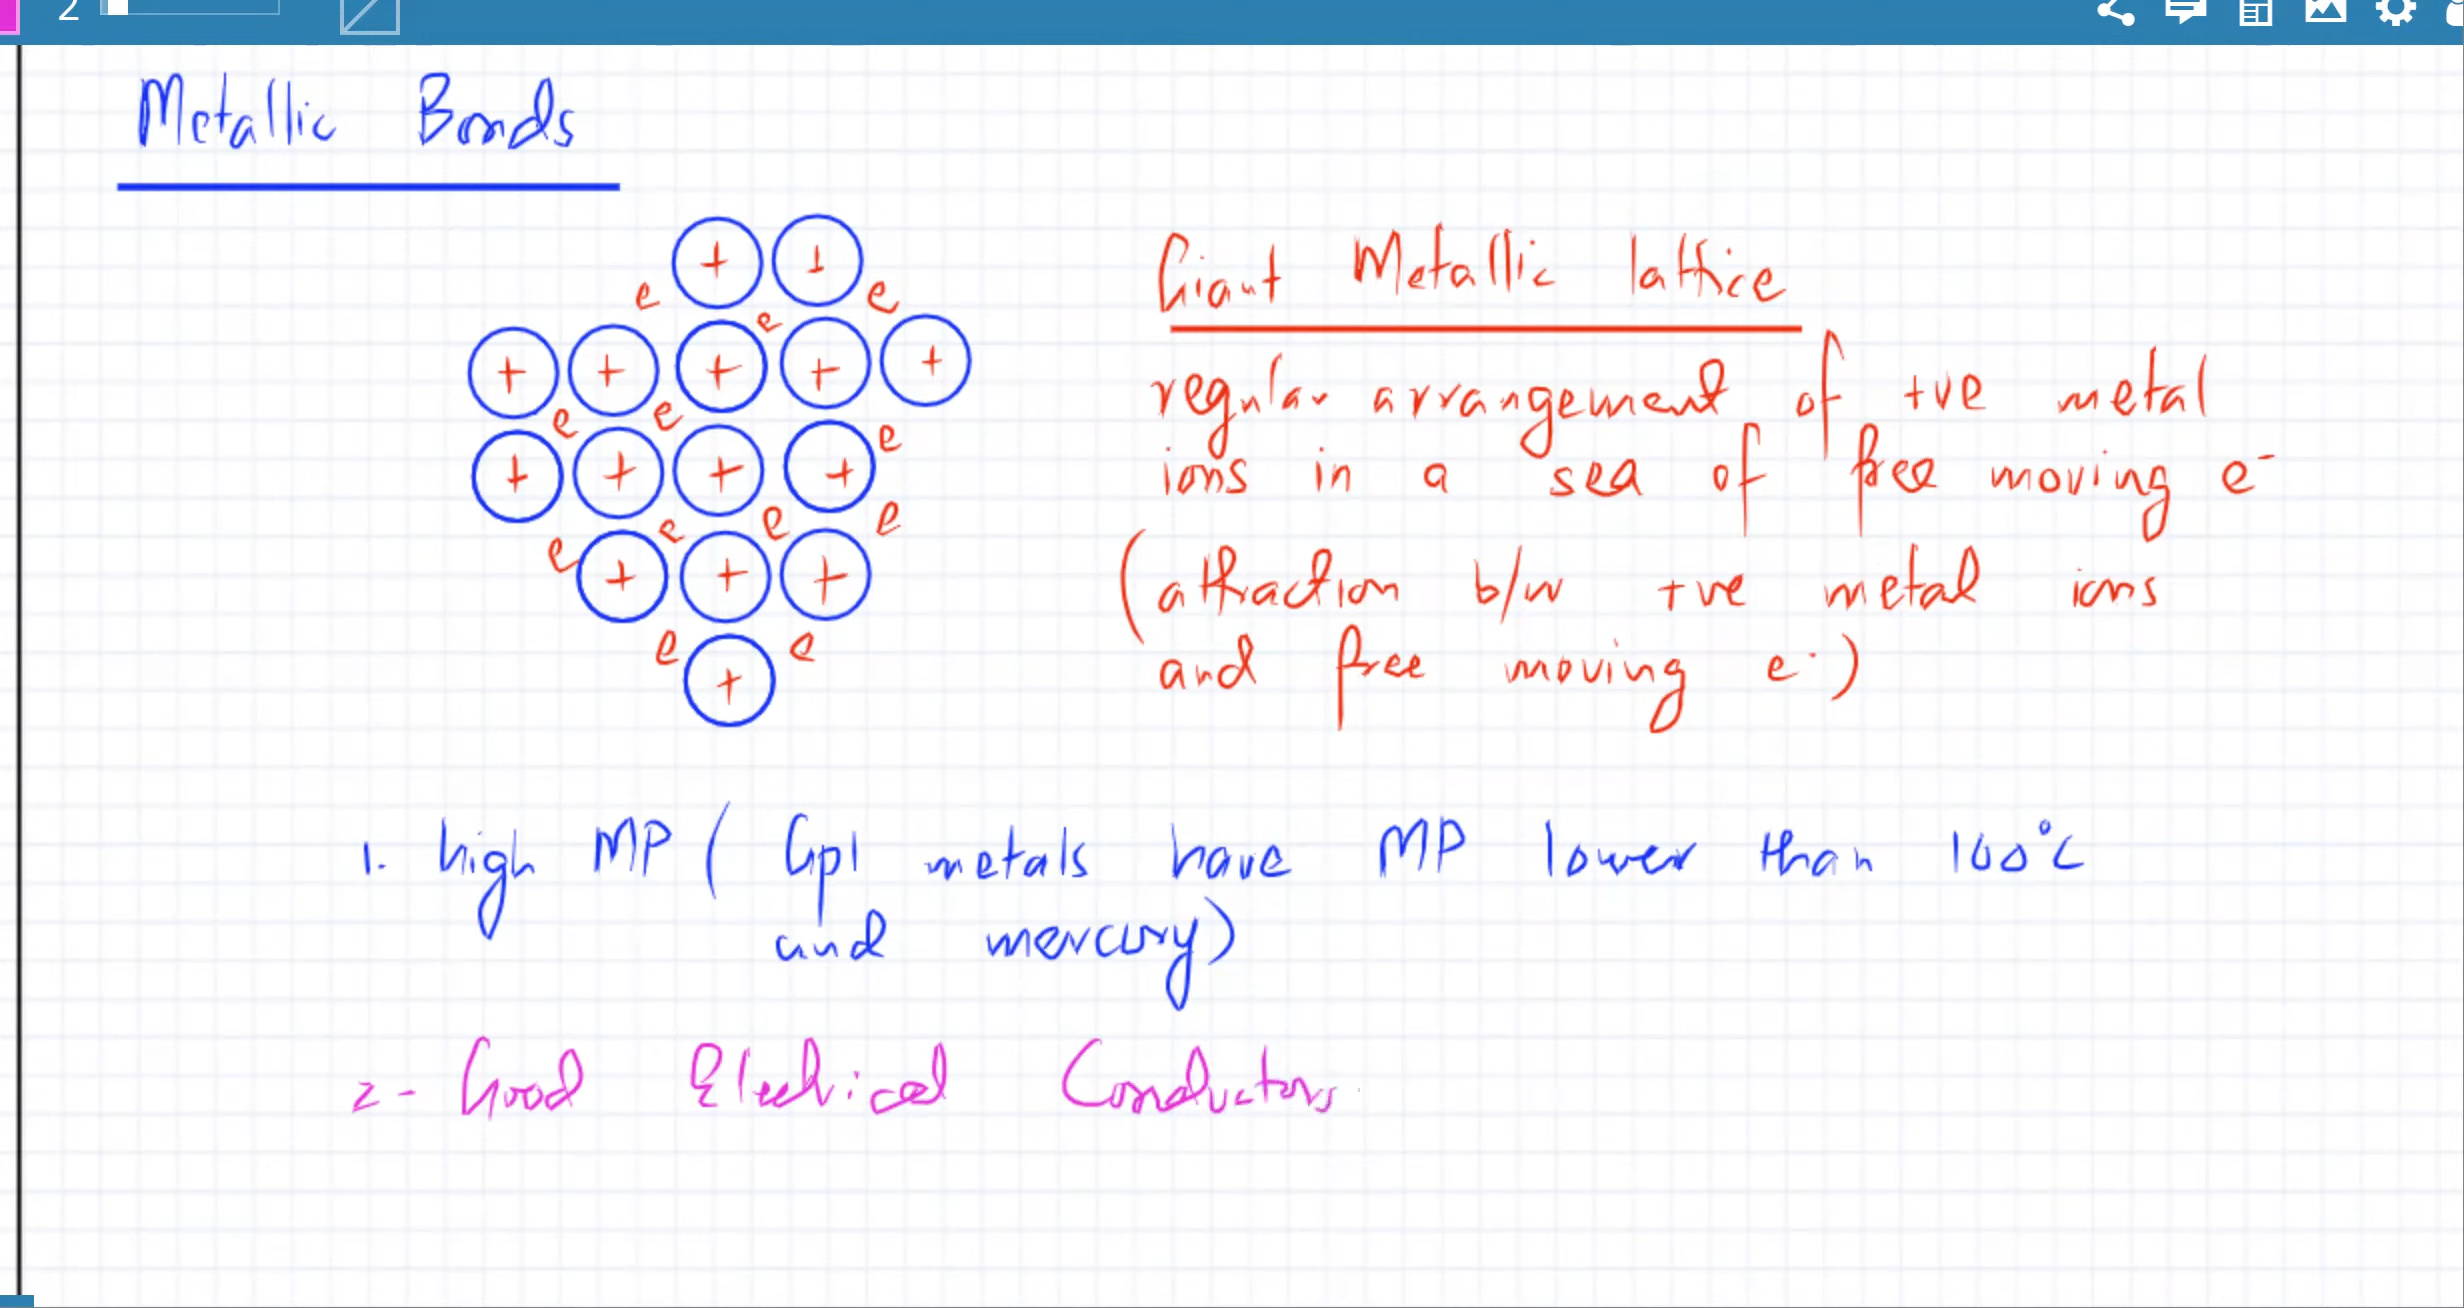 2
Metallic Bonds
+ +
e e
e
+ + + + +
e e e
+ + + +
e e e
e
+ + +
e e
+
Giant Metallic lattice
regular arrangement of +ve metal
ions in a sea of free moving e-
(attraction b/w +ve metal ions
and free moving e-)
1. high MP ( Gp1 metals have MP lower than 100°C
and mercury)
2- Good Electrical Conductors.